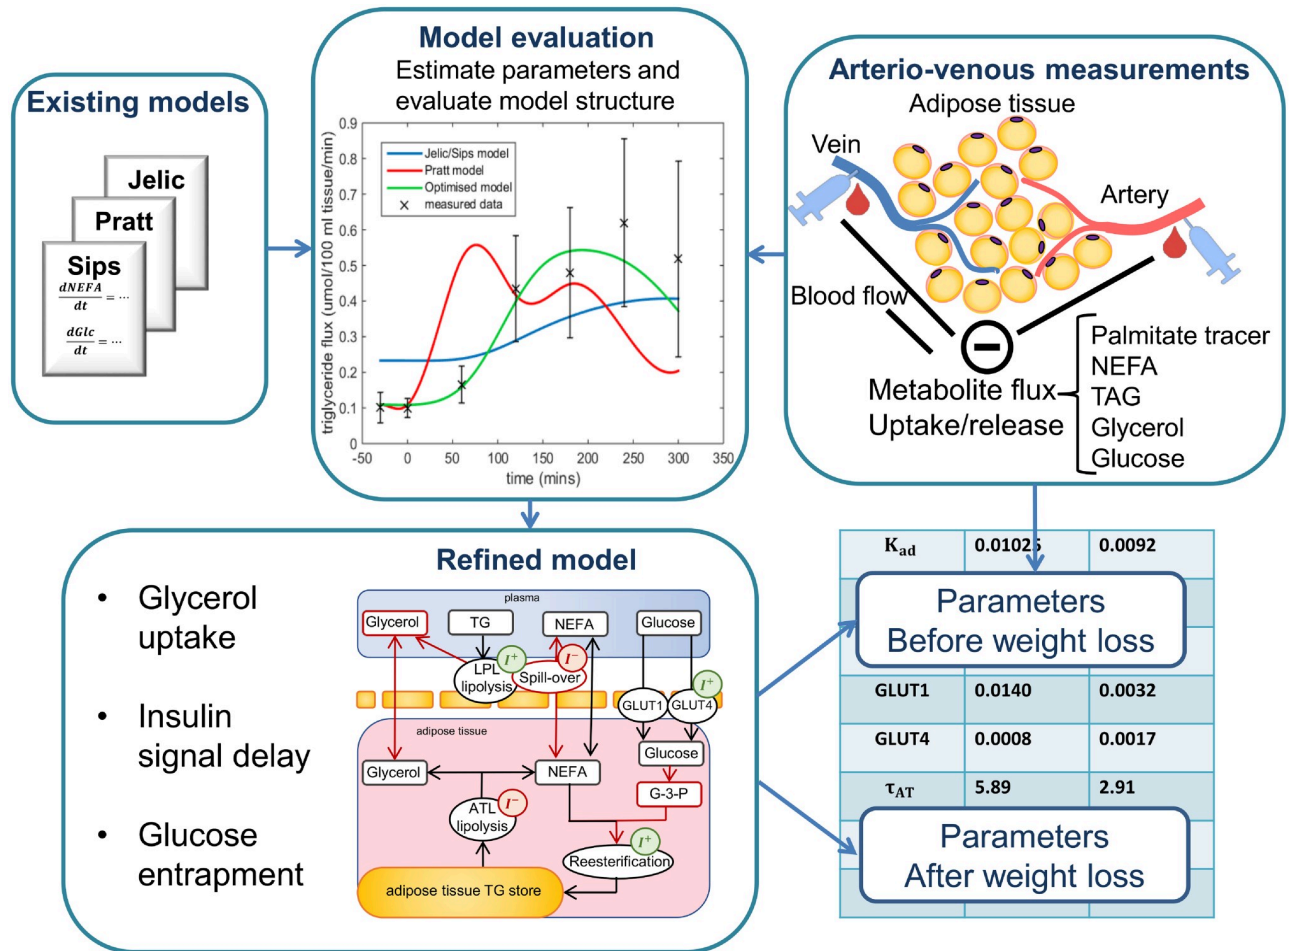 Existing models
Jelic
Pratt
Sips
dNEFA/dt = ...
dGlc/dt = ...
Model evaluation
Estimate parameters and
evaluate model structure
triglyceride flux (umol/100 ml tissue/min)
0.9
0.8
0.7
0.6
0.5
0.4
0.3
0.2
0.1
0
Jelic/Sips model
Pratt model
Optimised model
measured data
-50 0 50 100 150 200 250 300 350
time (mins)
Arterio-venous measurements
Adipose tissue
Vein
Artery
Blood flow
Metabolite flux
Uptake/release
Palmitate tracer
NEFA
TAG
Glycerol
Glucose
Refined model
• Glycerol
uptake
• Insulin
signal delay
• Glucose
entrapment
plasma
Glycerol TG NEFA Glucose
I+ I−
LPL
lipolysis
Spill-over
I+
GLUT1 GLUT4
adipose tissue
Glucose
Glycerol NEFA
G-3-P
ATL
lipolysis
I−
I+
Reesterification
adipose tissue TG store
K_ad 0.01025 0.0092
Parameters
Before weight loss
GLUT1 0.0140 0.0032
GLUT4 0.0008 0.0017
τ_AT 5.89 2.91
Parameters
After weight loss